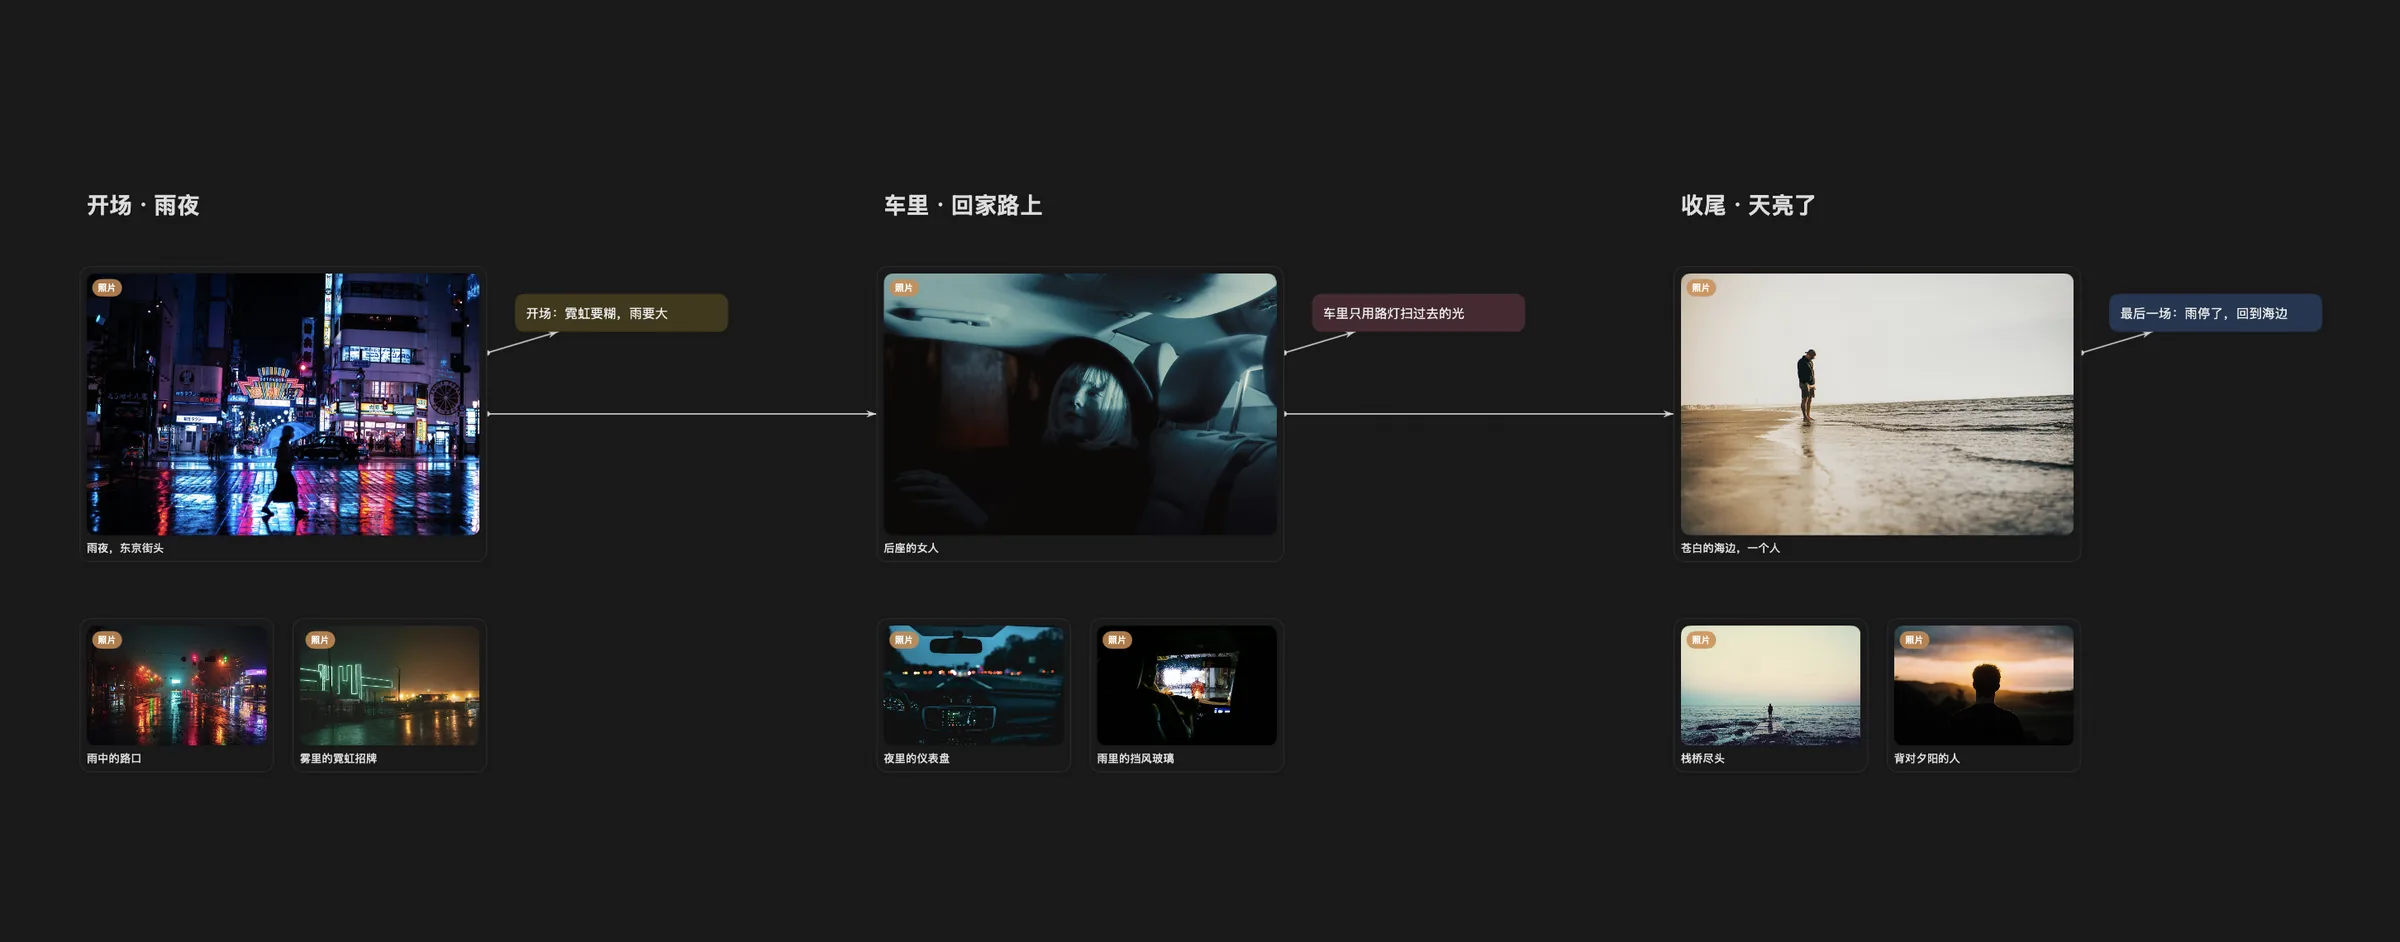 开场 · 雨夜
照片
开场：霓虹要糊，雨要大
雨夜，东京街头
照片
雨中的路口
照片
雾里的霓虹招牌
车里 · 回家路上
照片
车里只用路灯扫过去的光
后座的女人
照片
夜里的仪表盘
照片
雨里的挡风玻璃
收尾 · 天亮了
照片
最后一场：雨停了，回到海边
苍白的海边，一个人
照片
栈桥尽头
照片
背对夕阳的人